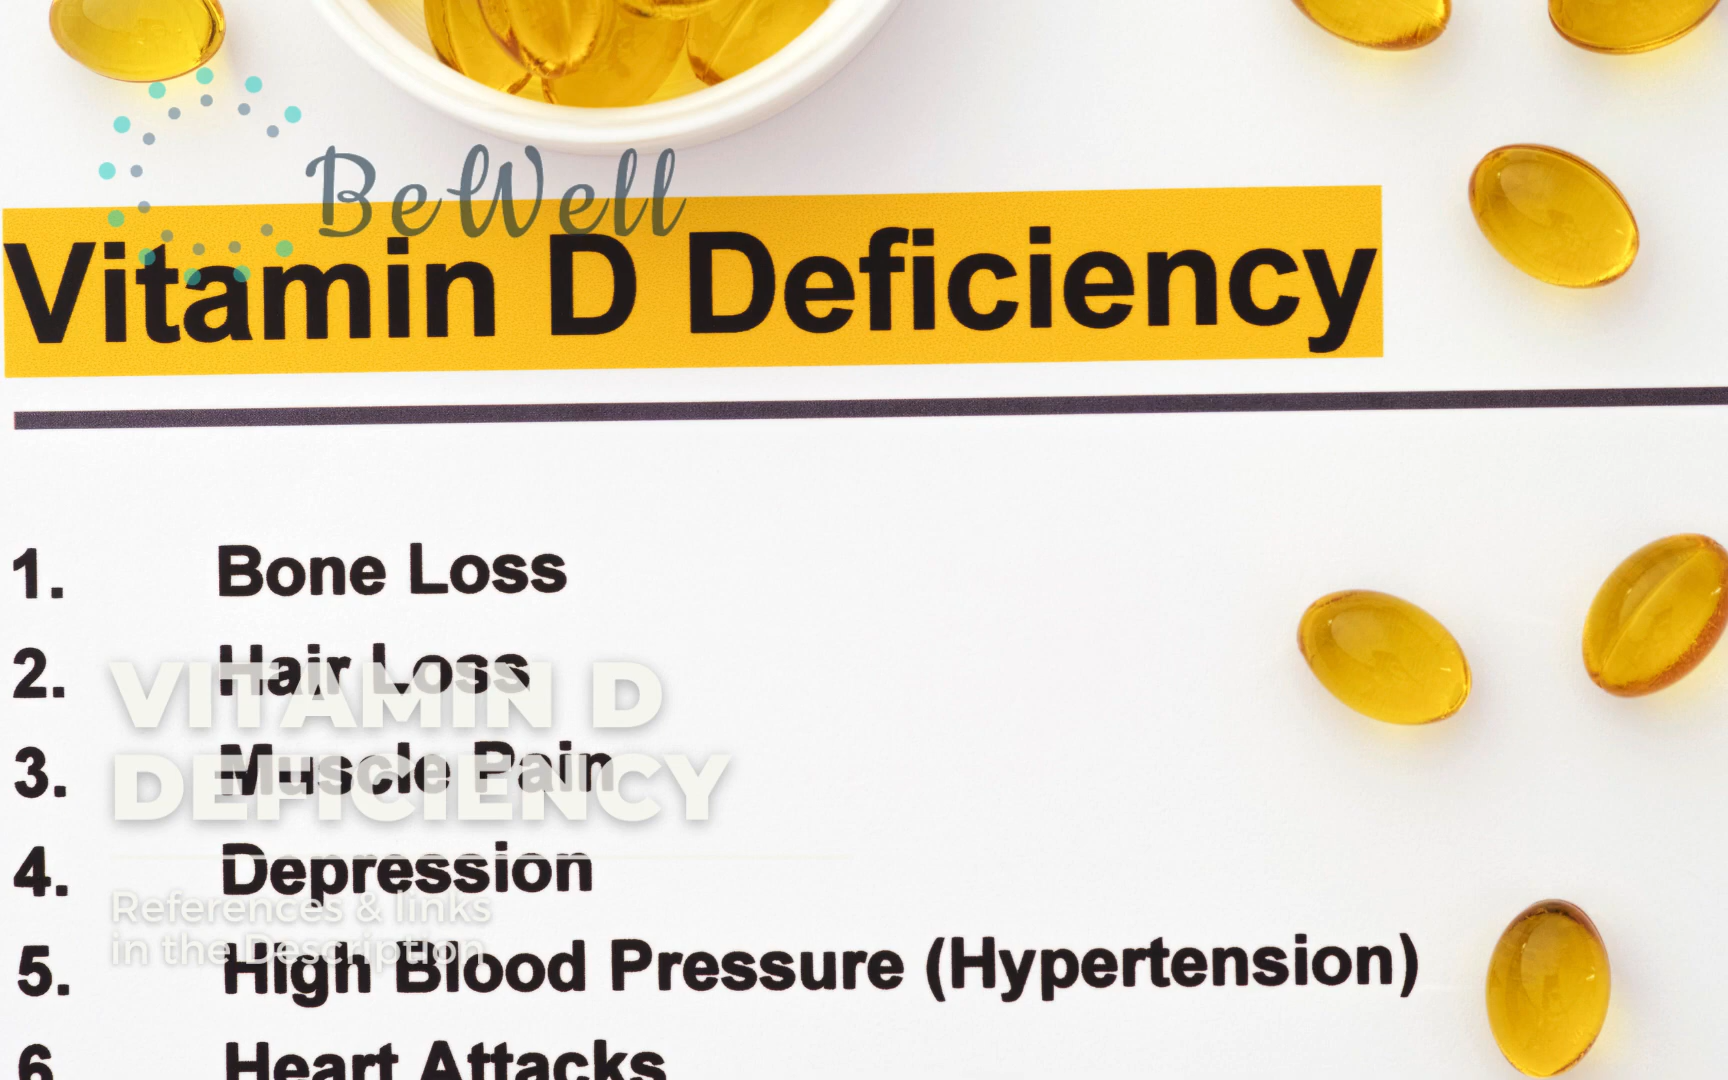 BeWell
Vitamin D Deficiency
1. Bone Loss
2. Hair Loss
VITAMIN D
3. Muscle Pain
DEFICIENCY
4. Depression
References & links
in the Description
5. High Blood Pressure (Hypertension)
6. Heart Attacks